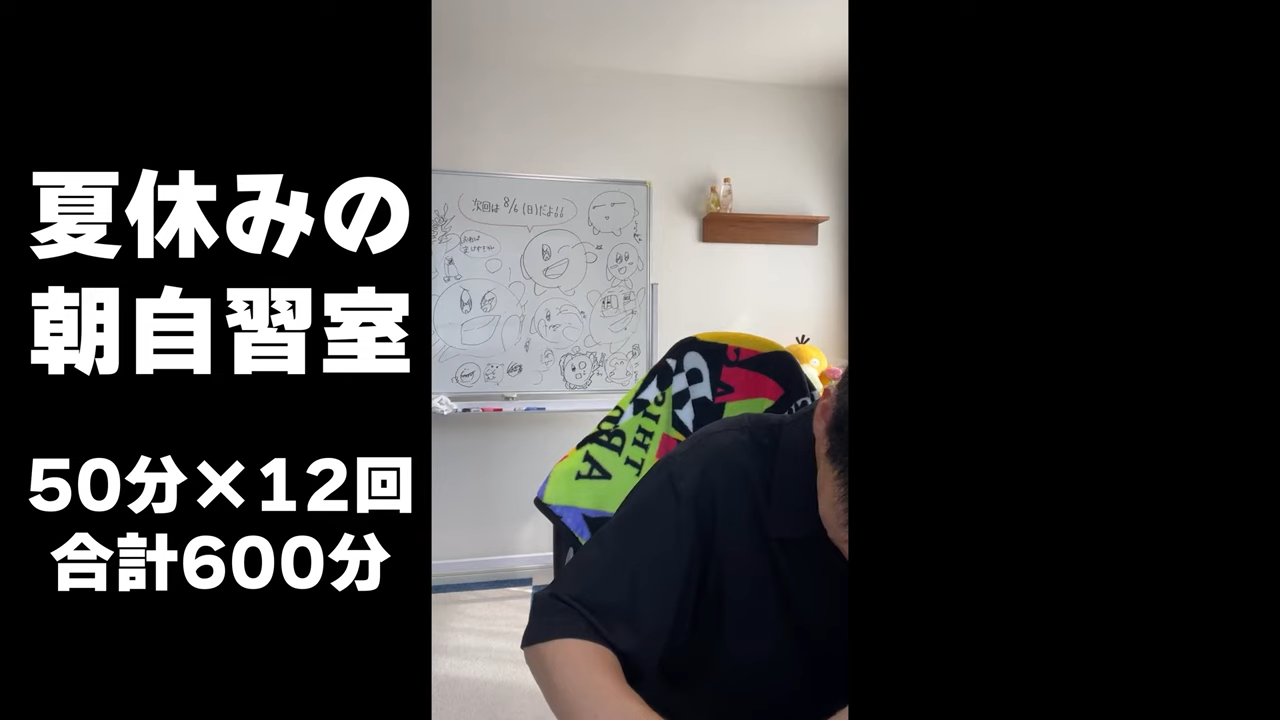 夏休みの
朝自習室
50分×12回
合計600分
次回は 8/6 (日)だよ!!
RIGHT